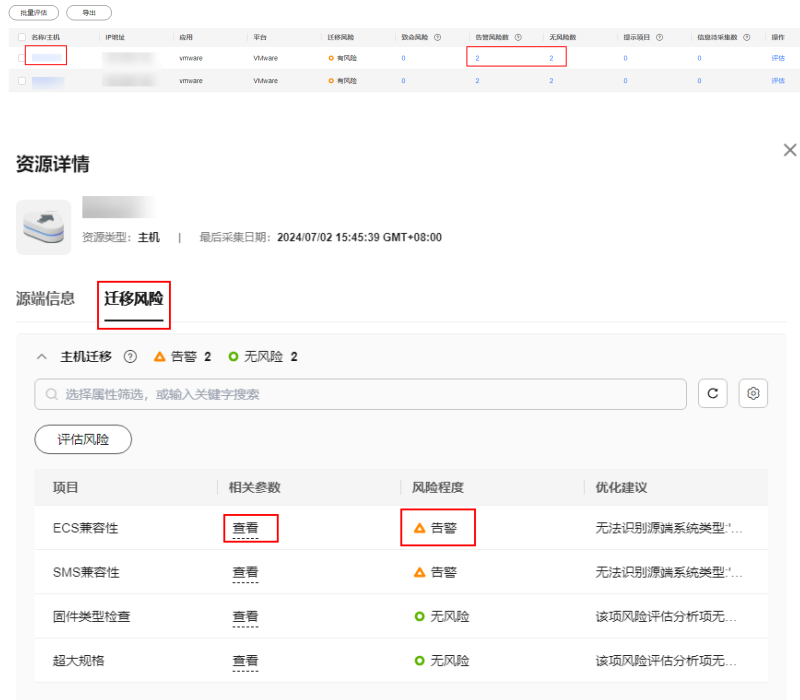 批量评估 导出
名称/主机 IP地址 应用 平台 迁移风险 致命风险 告警风险数 无风险数 提示项目 信息待采集数 操作
vmware VMware 有风险 0 2 2 0 0 评估
vmware VMware 有风险 0 2 2 0 0 评估
资源详情
资源类型: 主机 | 最后采集日期: 2024/07/02 15:45:39 GMT+08:00
源端信息 迁移风险
主机迁移 告警 2 无风险 2
选择属性筛选，或输入关键字搜索
评估风险
项目 相关参数 风险程度 优化建议
ECS兼容性 查看 告警 无法识别源端系统类型:'...
SMS兼容性 查看 告警 无法识别源端系统类型:'...
固件类型检查 查看 无风险 该项风险评估分析项无...
超大规格 查看 无风险 该项风险评估分析项无...